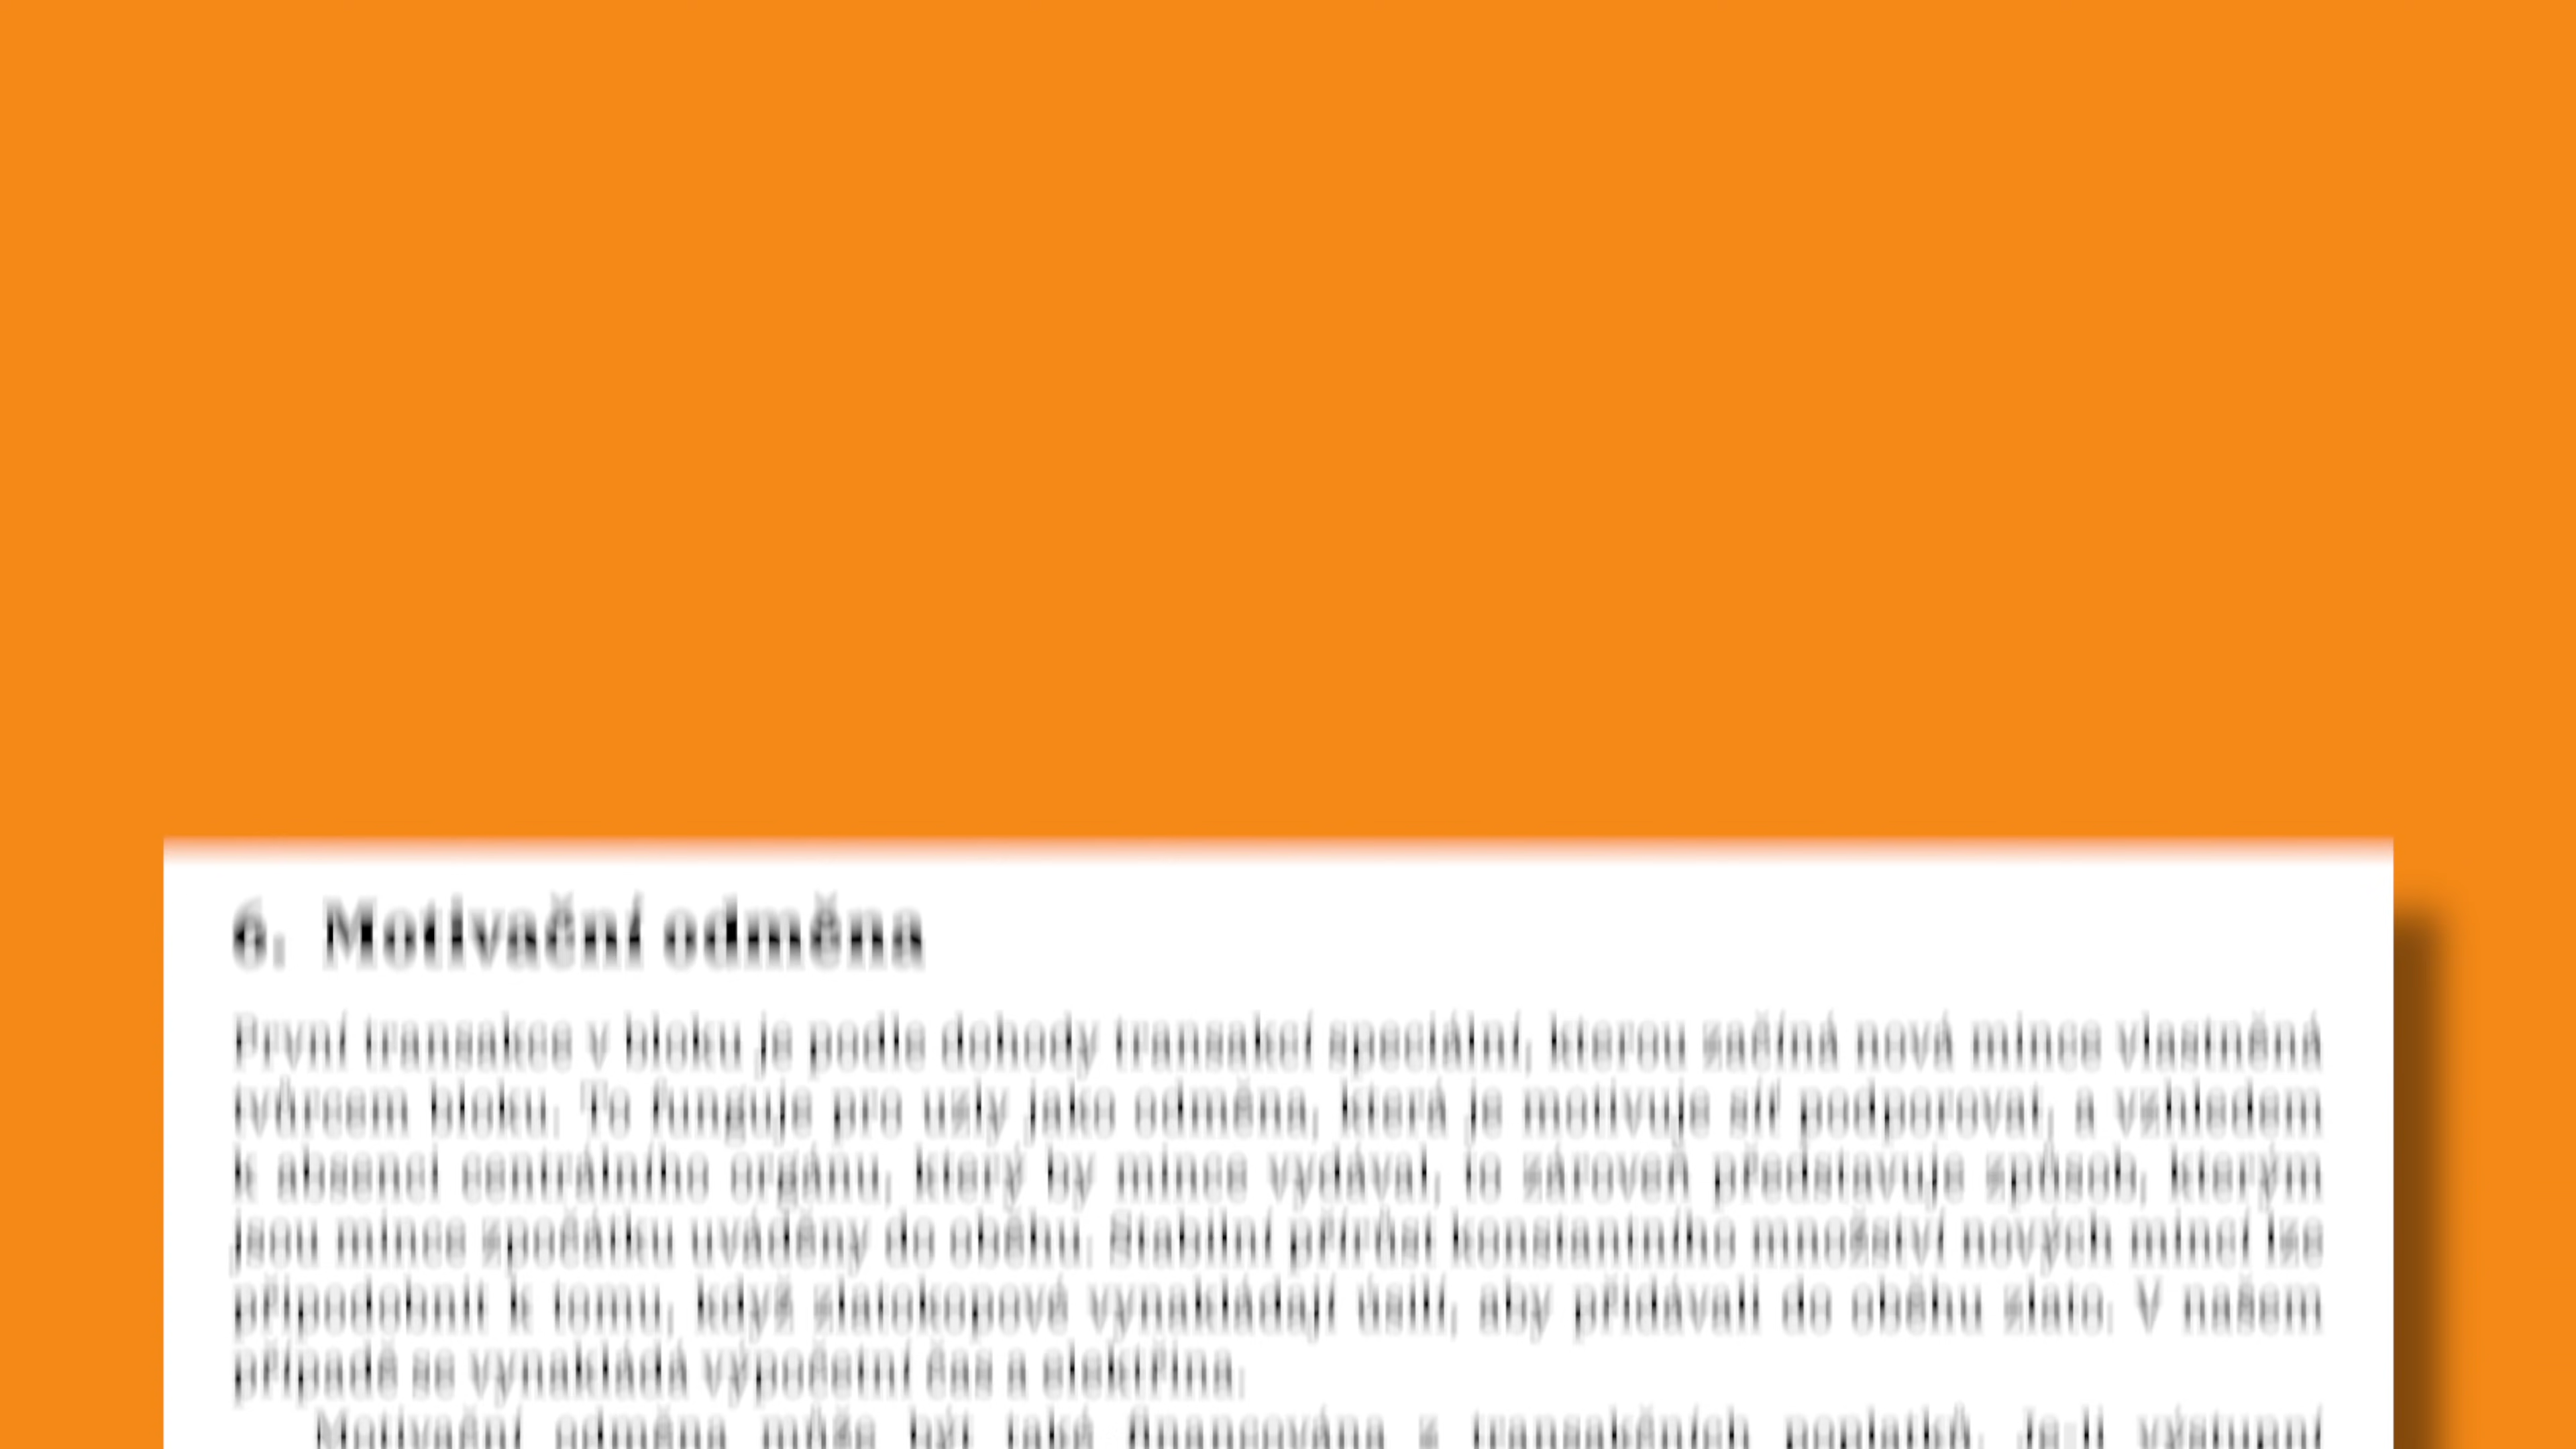 6. Motivační odměna
První transakce v bloku je podle dohody transakcí speciální, kterou začíná nová mince vlastněná
tvůrcem bloku. To funguje pro uzly jako odměna, která je motivuje síť podporovat, a vzhledem
k absenci centrálního orgánu, který by mince vydával, to zároveň představuje způsob, kterým
jsou mince zpočátku uváděny do oběhu. Stabilní přírůst konstantního množství nových mincí lze
připodobnit k tomu, když zlatokopové vynakládají úsilí, aby přidávali do oběhu zlato. V našem
případě se vynakládá výpočetní čas a elektřina.
Motivační odměna může být také financována z transakčních poplatků. Je-li výstupní